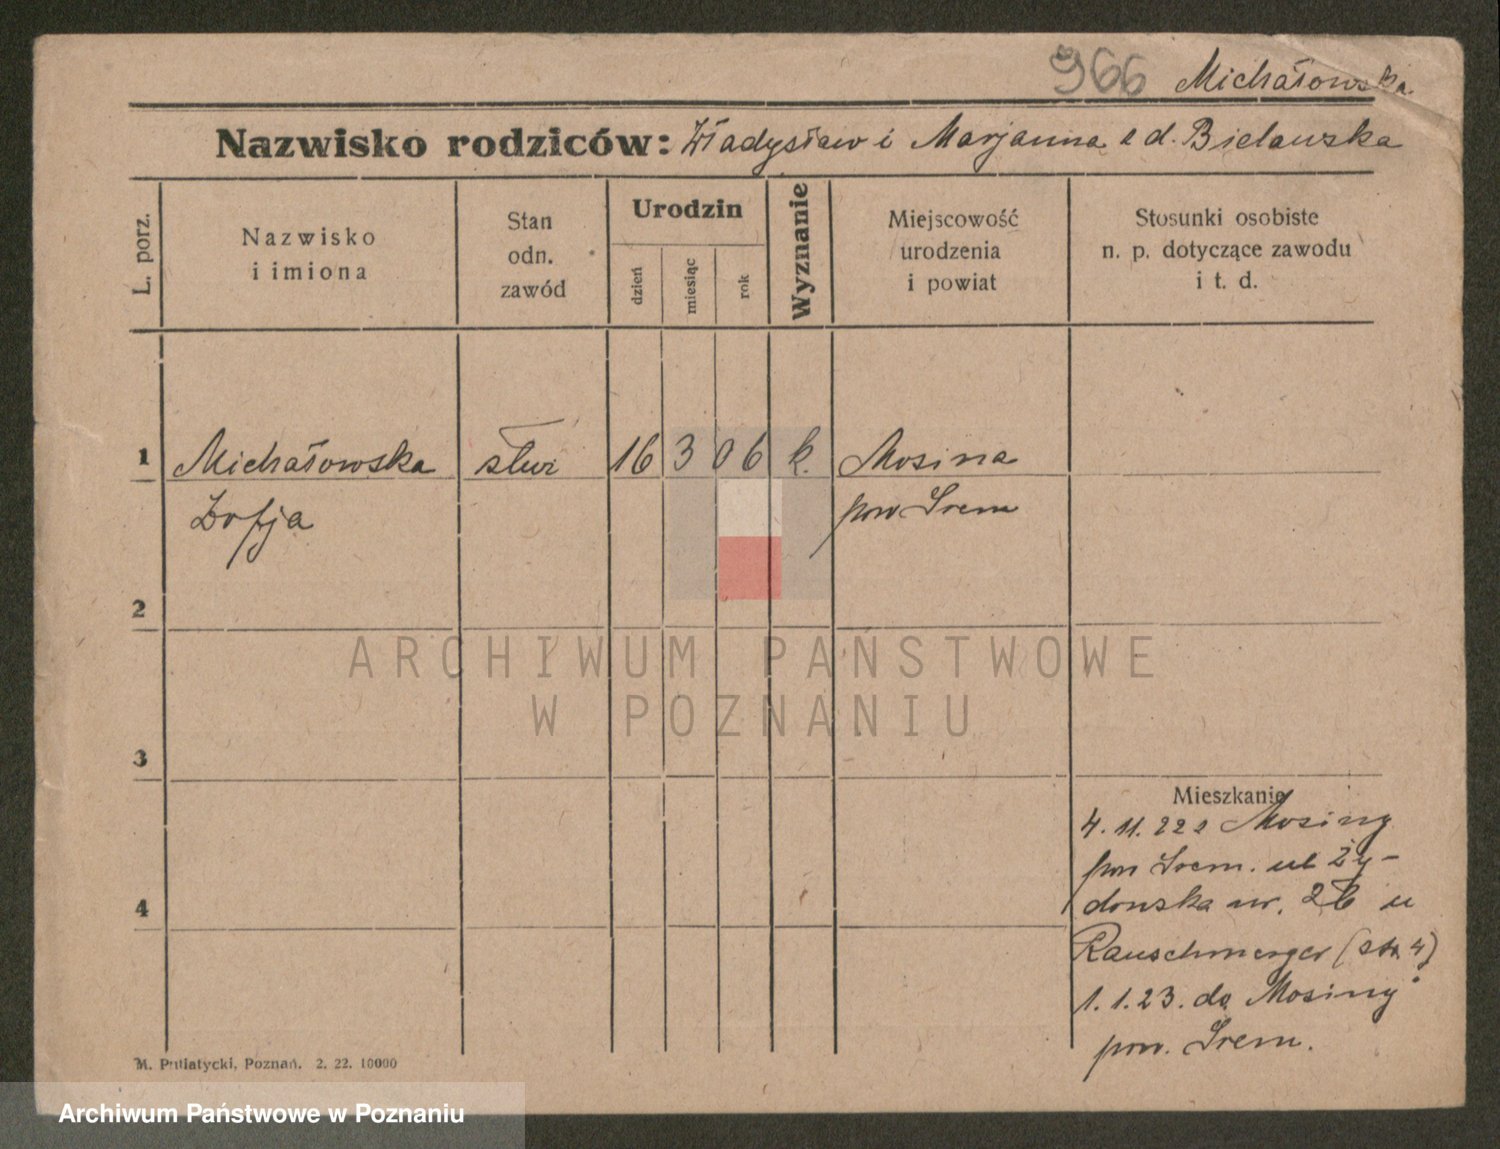 966 Michałowska
Nazwisko rodziców: Władysław i Marjanna z d. Bielawska
L. porz.
Nazwisko
i imiona
Stan
odn.
zawód
Urodzin
dzień
miesiąc
rok
Wyznanie
Miejscowość
urodzenia
i powiat
Stosunki osobiste
n. p. dotyczące zawodu
i t. d.
1 Michałowska służ 16 3 06 k. Mosina
Zofja pow Śrem
2
3
Mieszkanie
4. 11. 22 z Mosiny
pow Śrem. ul Ży-
4
dowska nr. 26 u
Rauschmerger (str. 4)
1. 1. 23. do Mosiny
pow. Śrem.
M. Putiatycki, Poznań. 2. 22. 10000
ARCHIWUM PAŃSTWOWE
W POZNANIU
Archiwum Państwowe w Poznaniu